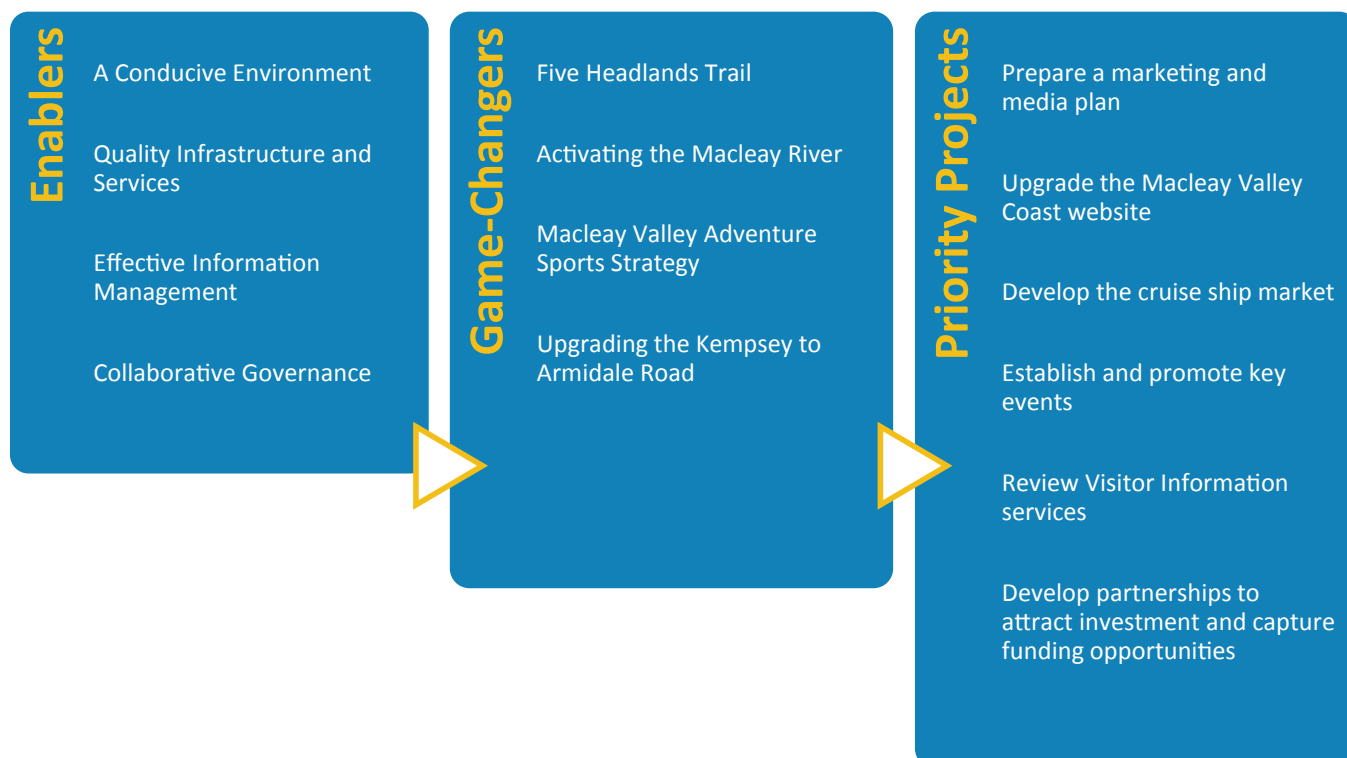 Enablers
A Conducive Environment
Quality Infrastructure and
Services
Effective Information
Management
Collaborative Governance
Game-Changers
Five Headlands Trail
Activating the Macleay River
Macleay Valley Adventure
Sports Strategy
Upgrading the Kempsey to
Armidale Road
Priority Projects
Prepare a marketing and
media plan
Upgrade the Macleay Valley
Coast website
Develop the cruise ship market
Establish and promote key
events
Review Visitor Information
services
Develop partnerships to
attract investment and capture
funding opportunities